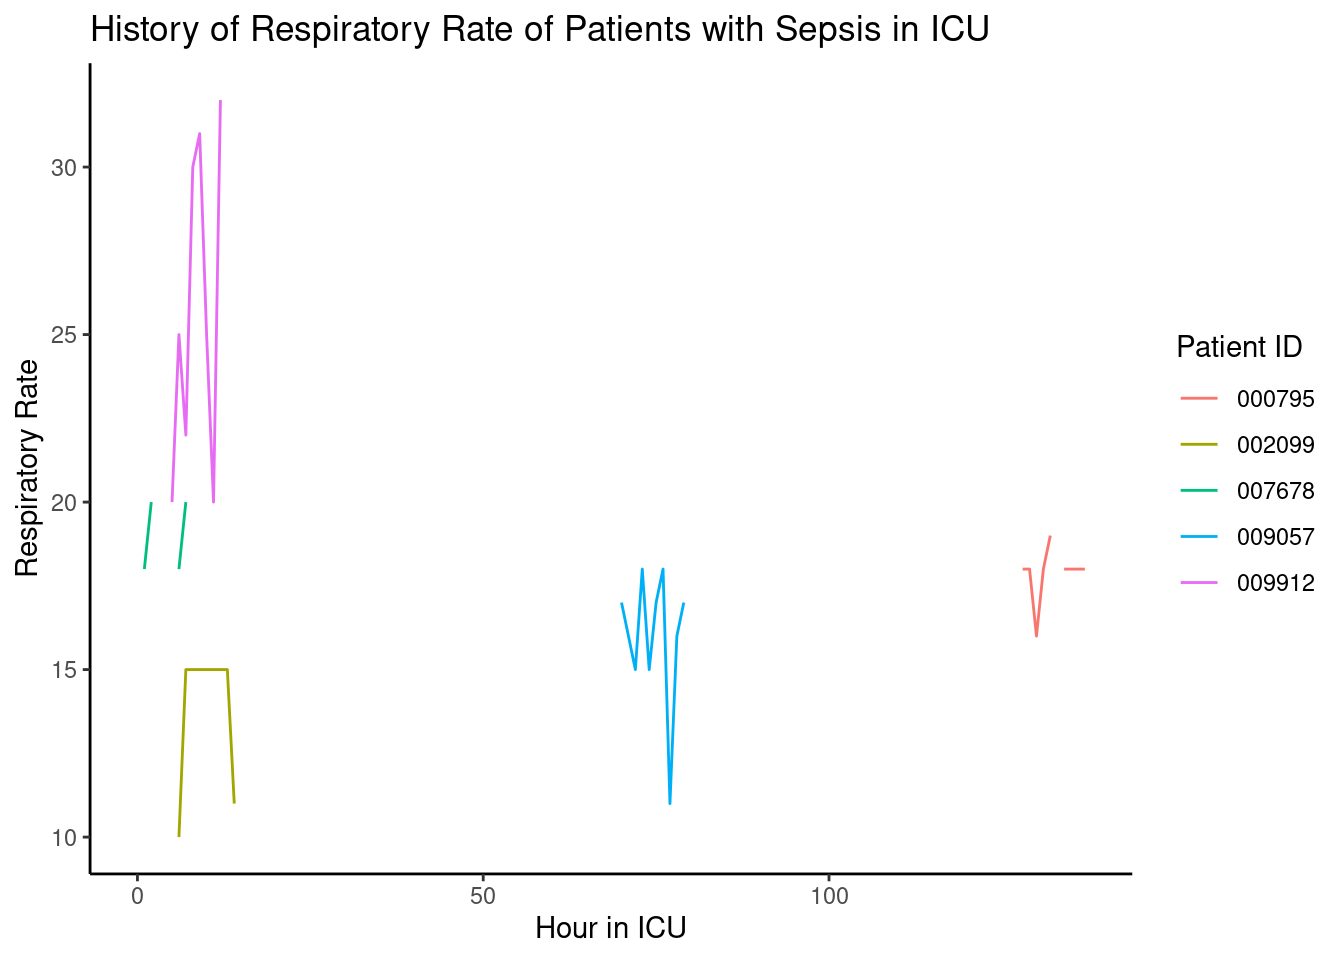 History of Respiratory Rate of Patients with Sepsis in ICU
30
25
20
15
10
Respiratory Rate
0 50 100
Hour in ICU
Patient ID
000795
002099
007678
009057
009912